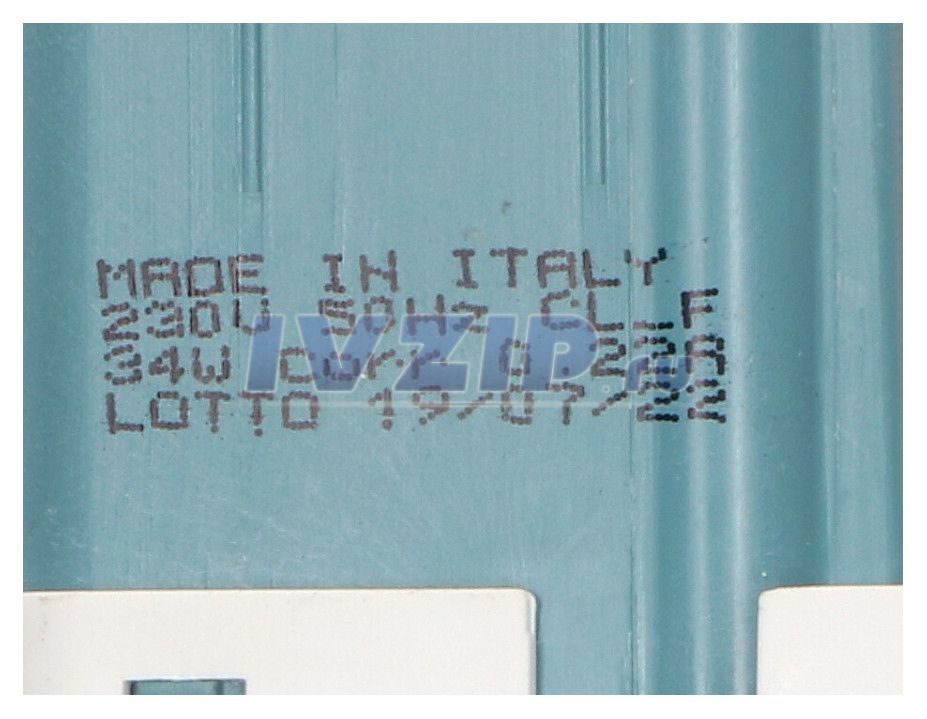 MADE IN ITALY
230V 50Hz CL.F
34W Corr 0.22A
LOTTO 19/07/22
IVZIP.ru